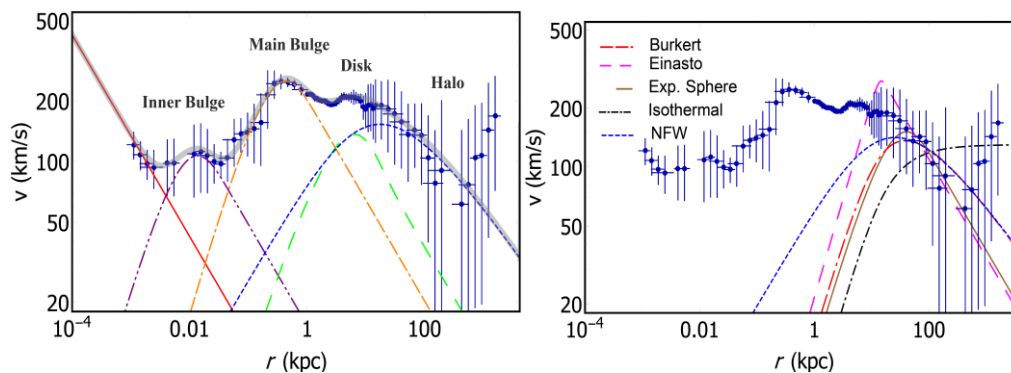 500
200
100
50
20
v (km/s)
Main Bulge
Disk
Halo
Inner Bulge
10⁻⁴
0.01
1
100
r (kpc)
500
200
100
50
20
v (km/s)
Burkert
Einasto
Exp. Sphere
Isothermal
NFW
10⁻⁴
0.01
1
100
r (kpc)